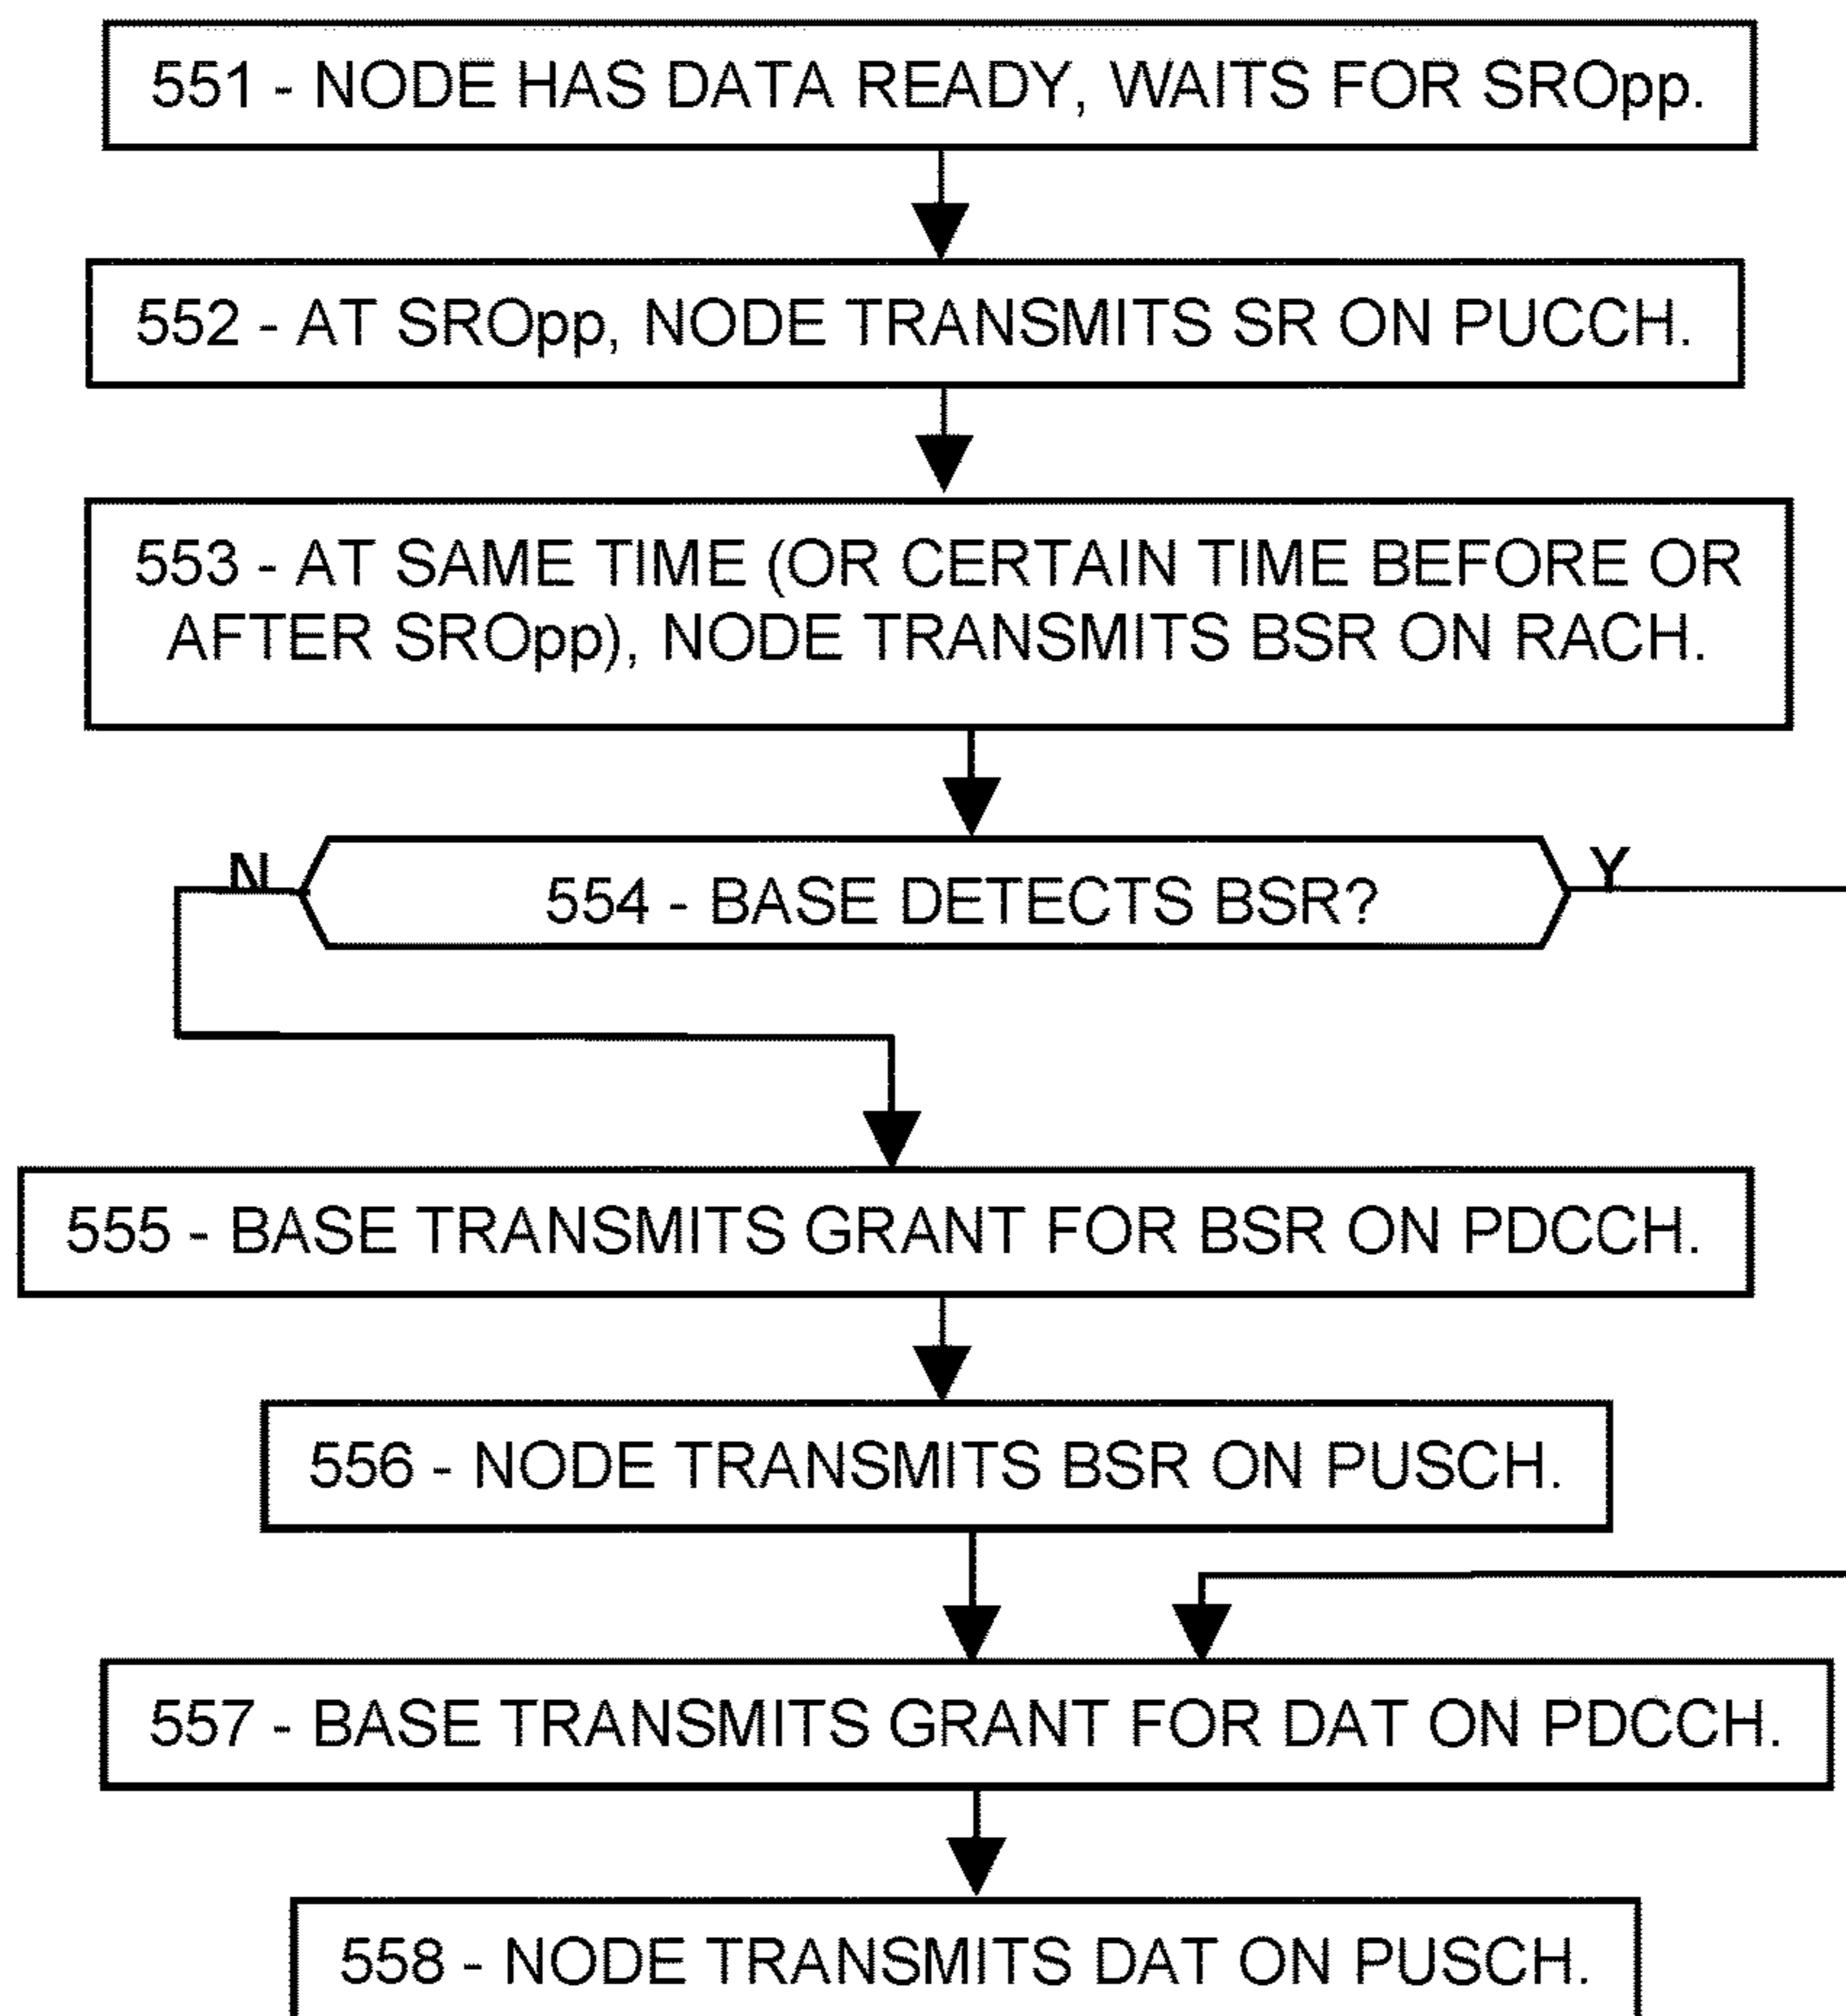 551 - NODE HAS DATA READY, WAITS FOR SROpp.
552 - AT SROpp, NODE TRANSMITS SR ON PUCCH.
553 - AT SAME TIME (OR CERTAIN TIME BEFORE OR
AFTER SROpp), NODE TRANSMITS BSR ON RACH.
N
554 - BASE DETECTS BSR?
Y
555 - BASE TRANSMITS GRANT FOR BSR ON PDCCH.
556 - NODE TRANSMITS BSR ON PUSCH.
557 - BASE TRANSMITS GRANT FOR DAT ON PDCCH.
558 - NODE TRANSMITS DAT ON PUSCH.